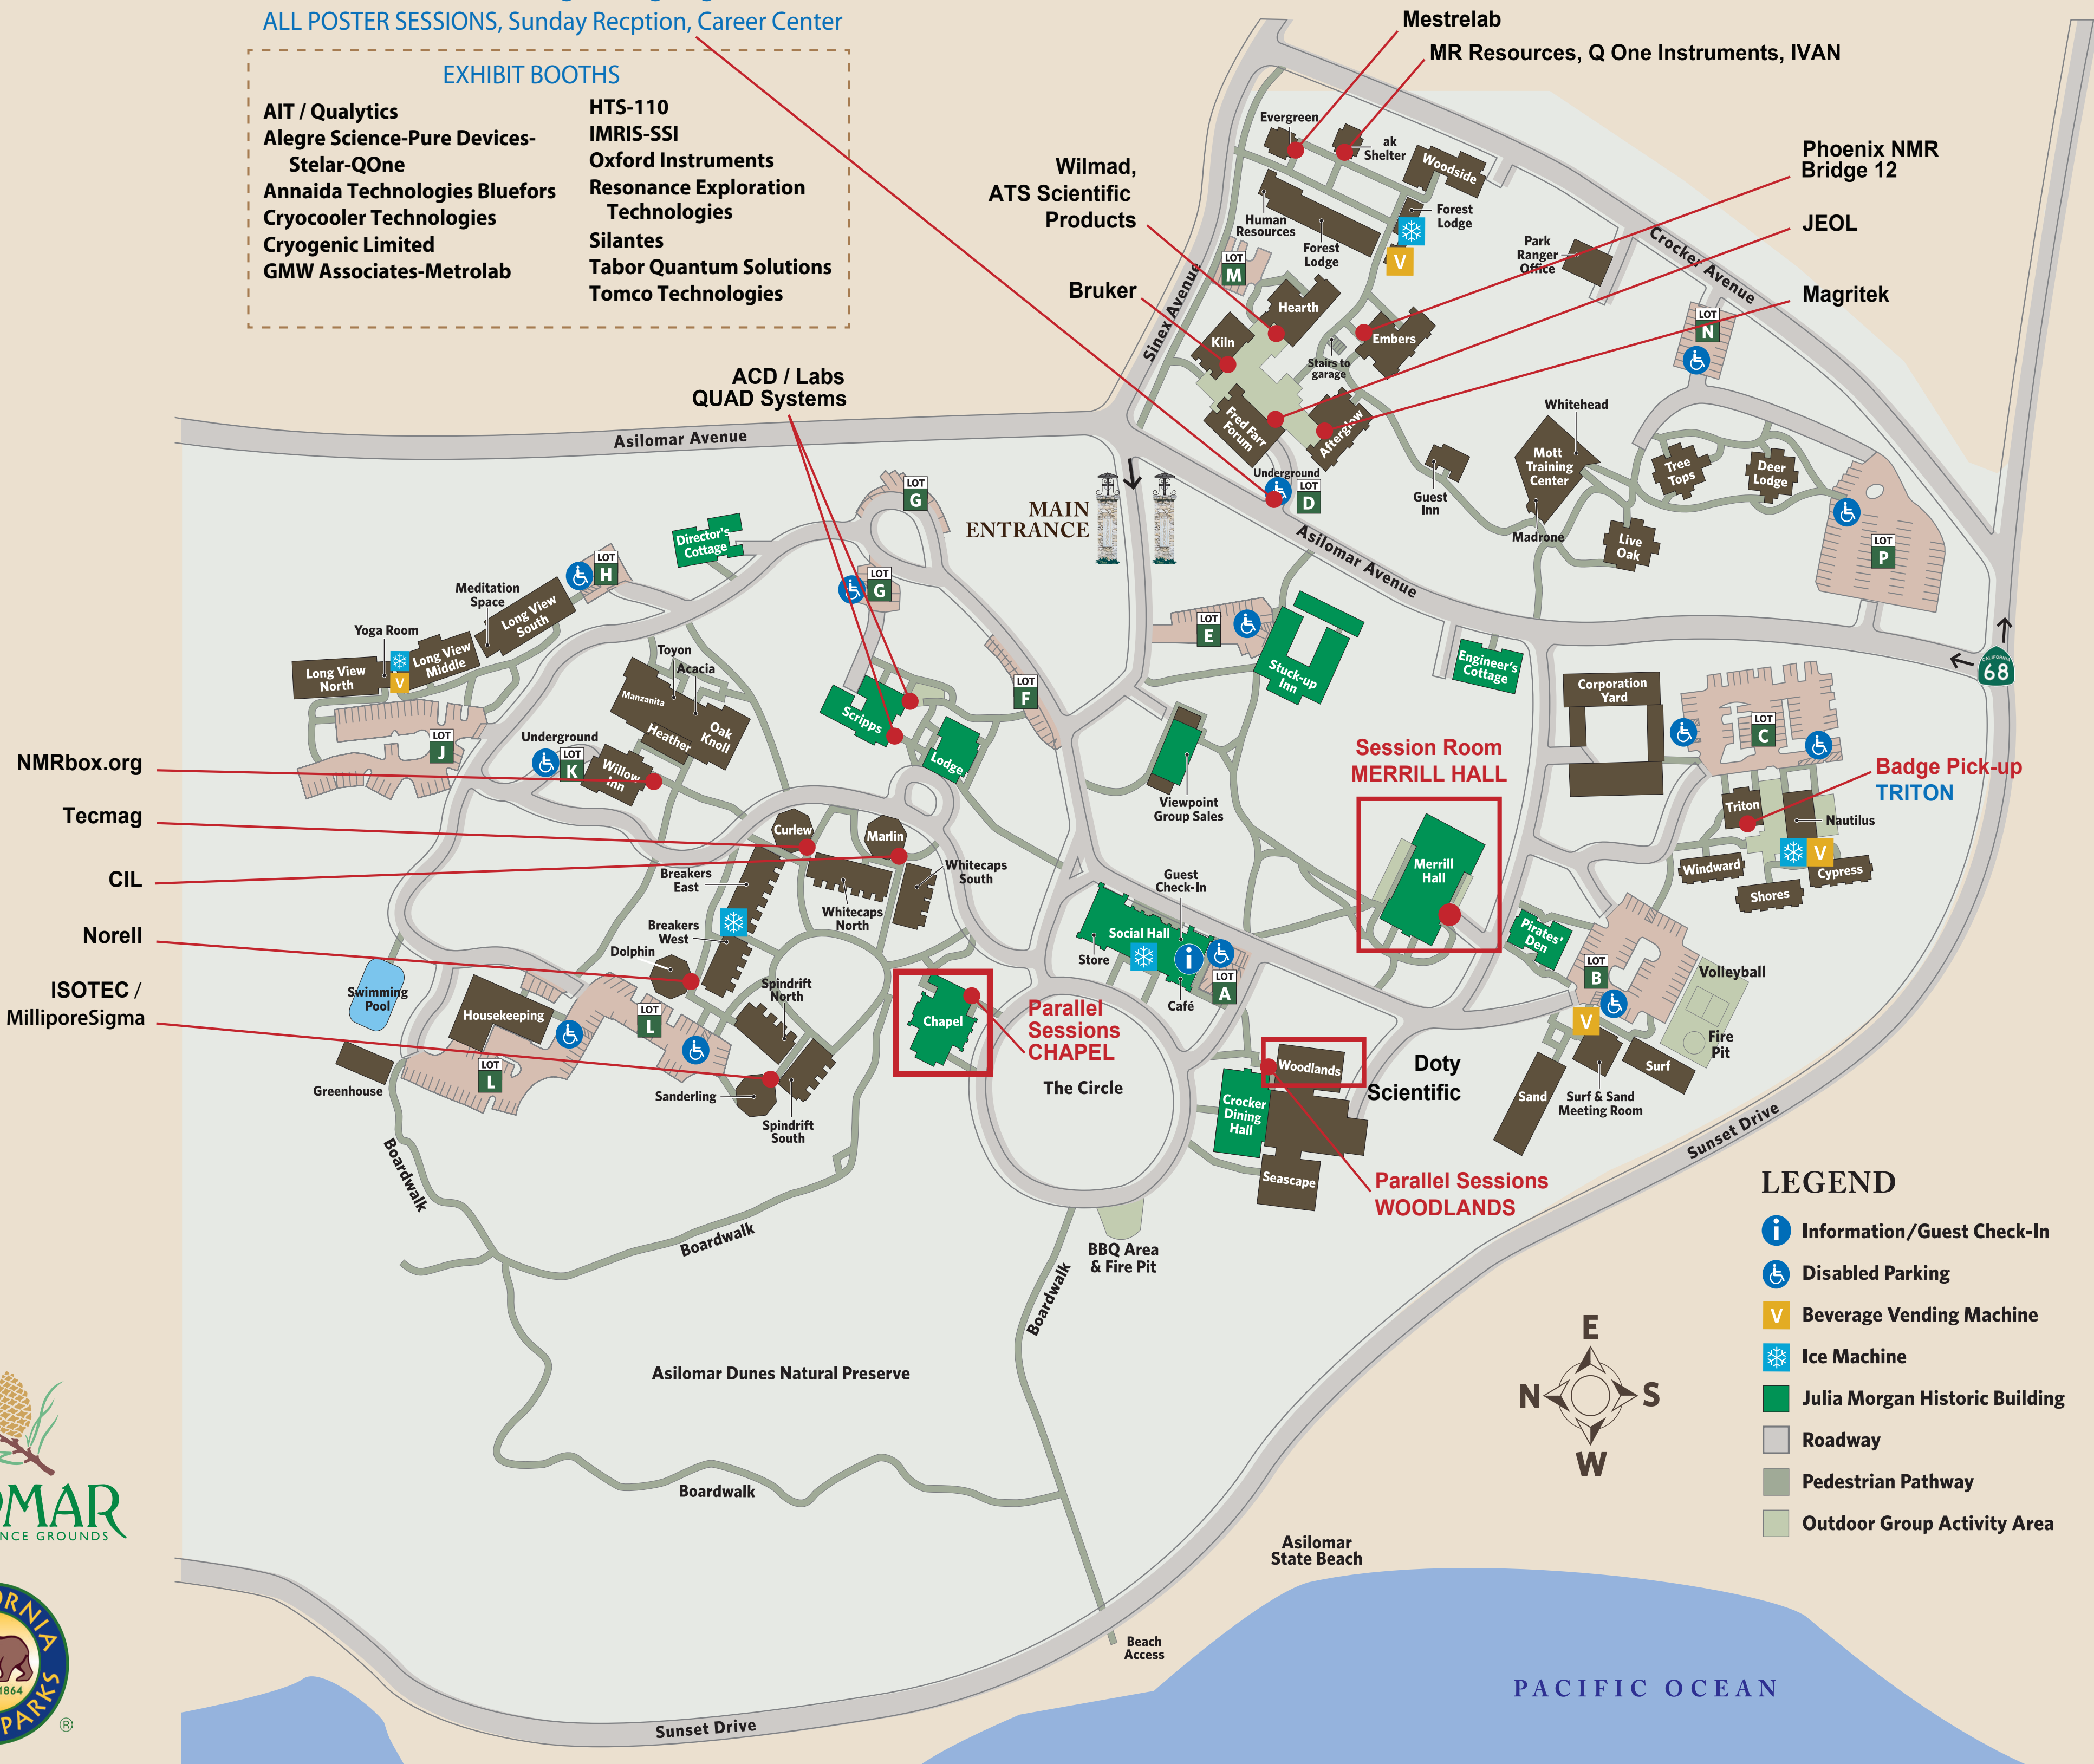 ALL POSTER SESSIONS, Sunday Recption, Career Center
EXHIBIT BOOTHS
AIT / Qualytics
Alegre Science-Pure Devices-
Stelar-QOne
Annaida Technologies Bluefors
Cryocooler Technologies
Cryogenic Limited
GMW Associates-Metrolab
HTS-110
IMRIS-SSI
Oxford Instruments
Resonance Exploration
Technologies
Silantes
Tabor Quantum Solutions
Tomco Technologies
Mestrelab
MR Resources, Q One Instruments, IVAN
Wilmad,
ATS Scientific
Products
Bruker
Phoenix NMR
Bridge 12
JEOL
Magritek
ACD / Labs
QUAD Systems
Evergreen
ak
Shelter
Woodside
Human
Resources
Forest
Lodge
Forest
Lodge
V
Park
Ranger
Office
Crocker Avenue
Sinex Avenue
LOT
M
Hearth
Kiln
Embers
Stairs to
garage
Fred Farr
Forum
Afterglow
Underground
LOT
D
LOT
N
Whitehead
Mott
Training
Center
Madrone
Guest
Inn
Tree
Tops
Deer
Lodge
Live
Oak
LOT
P
Asilomar Avenue
MAIN
ENTRANCE
Asilomar Avenue
LOT
G
Director's
Cottage
LOT
H
LOT
G
Meditation
Space
Long View
South
Yoga Room
Long View
Middle
Long View
North
V
LOT
J
Toyon
Acacia
Manzanita
Heather
Oak
Knoll
Underground
LOT
K
Willow
Inn
Scripps
Lodge
LOT
F
LOT
E
Stuck-up
Inn
Engineer's
Cottage
CALIFORNIA
68
Corporation
Yard
LOT
C
Viewpoint
Group Sales
Session Room
MERRILL HALL
Merrill
Hall
Badge Pick-up
TRITON
Triton
Nautilus
V
Windward
Shores
Cypress
NMRbox.org
Tecmag
CIL
Norell
ISOTEC /
MilliporeSigma
Curlew
Marlin
Breakers
East
Whitecaps
North
Whitecaps
South
Breakers
West
Dolphin
Spindrift
North
Swimming
Pool
Housekeeping
LOT
L
LOT
L
Greenhouse
Sanderling
Spindrift
South
Chapel
Parallel
Sessions
CHAPEL
The Circle
Guest
Check-In
Social Hall
Store
Café
LOT
A
Pirates'
Den
LOT
B
V
Volleyball
Fire
Pit
Surf
Sand
Surf & Sand
Meeting Room
Woodlands
Doty
Scientific
Crocker
Dining
Hall
Seascape
Parallel Sessions
WOODLANDS
Sunset Drive
BBQ Area
& Fire Pit
Boardwalk
Boardwalk
Boardwalk
Boardwalk
Asilomar Dunes Natural Preserve
Asilomar
State Beach
Beach
Access
Sunset Drive
PACIFIC OCEAN
E
N
S
W
LEGEND
Information/Guest Check-In
Disabled Parking
V
Beverage Vending Machine
Ice Machine
Julia Morgan Historic Building
Roadway
Pedestrian Pathway
Outdoor Group Activity Area
OMAR
NCE GROUNDS
ORNIA
1864
PARKS
®